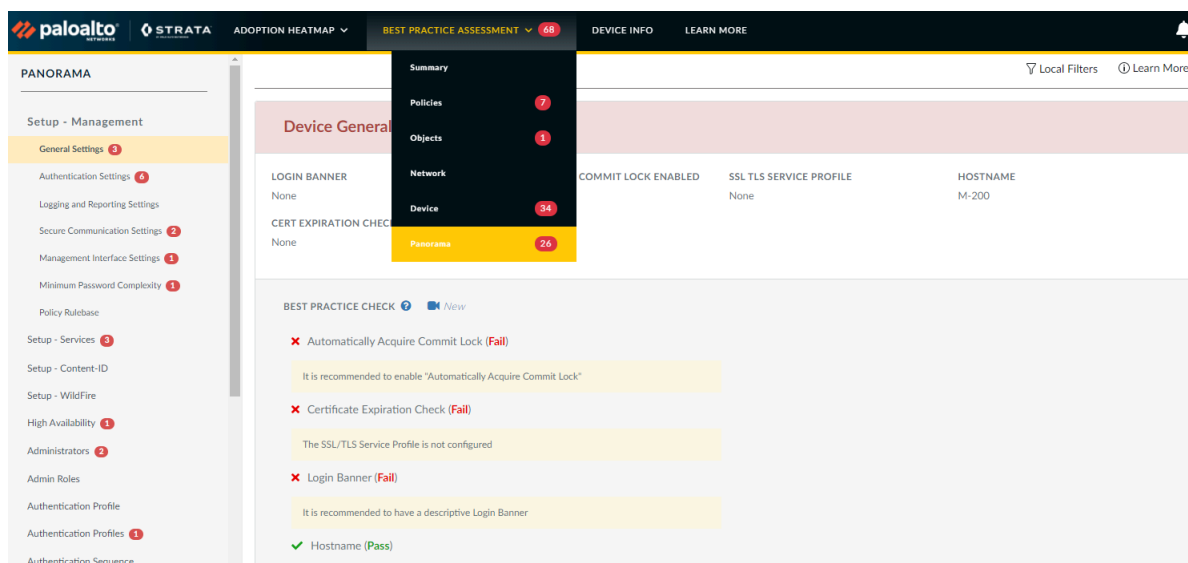 paloalto NETWORKS STRATA ADOPTION HEATMAP BEST PRACTICE ASSESSMENT 68 DEVICE INFO LEARN MORE
Summary
Policies 7
Objects 1
Network
Device 34
Panorama 26
Local Filters Learn More
PANORAMA
Setup - Management
General Settings 3
Authentication Settings 6
Logging and Reporting Settings
Secure Communication Settings 2
Management Interface Settings 1
Minimum Password Complexity 1
Policy Rulebase
Setup - Services 3
Setup - Content-ID
Setup - WildFire
High Availability 1
Administrators 2
Admin Roles
Authentication Profile
Authentication Profiles 1
Authentication Sequence
Device General
LOGIN BANNER COMMIT LOCK ENABLED SSL TLS SERVICE PROFILE HOSTNAME
None None M-200
CERT EXPIRATION CHEC
None
BEST PRACTICE CHECK ? New
Automatically Acquire Commit Lock (Fail)
It is recommended to enable "Automatically Acquire Commit Lock"
Certificate Expiration Check (Fail)
The SSL/TLS Service Profile is not configured
Login Banner (Fail)
It is recommended to have a descriptive Login Banner
Hostname (Pass)